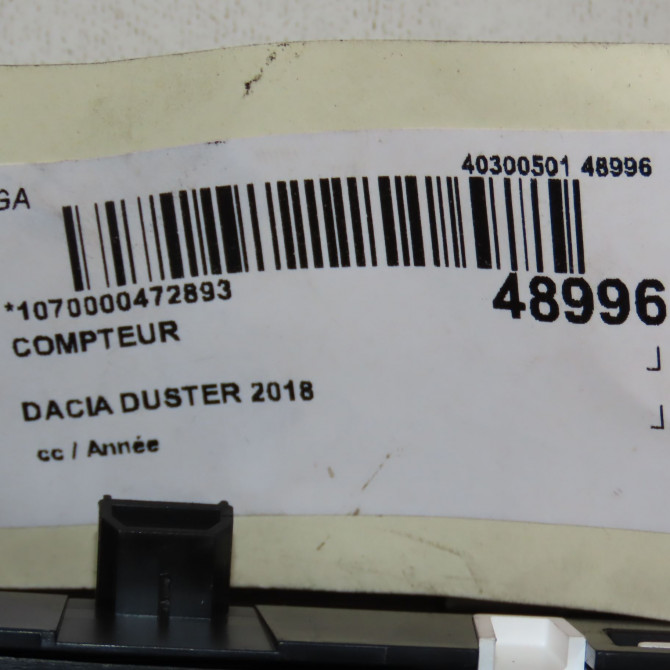 GA
40300501 48996
*1070000472893
48996
COMPTEUR
DACIA DUSTER 2018
cc / Année